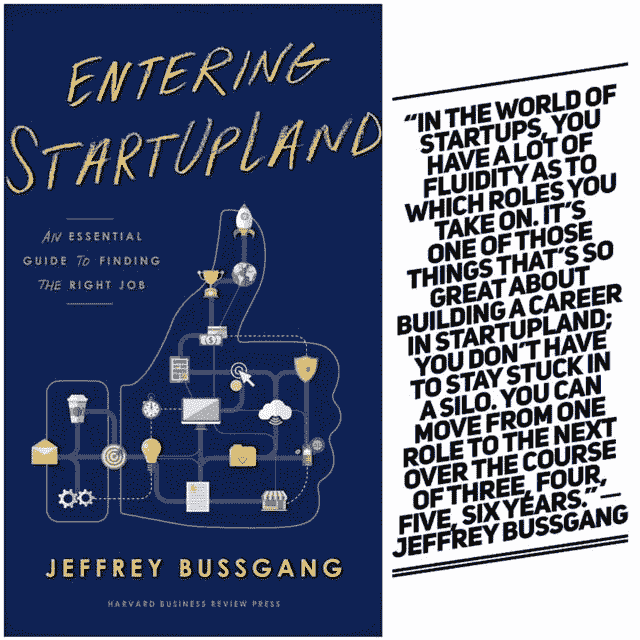 ENTERING
STARTUPLAND
AN ESSENTIAL
GUIDE TO FINDING
THE RIGHT JOB
JEFFREY BUSSGANG
HARVARD BUSINESS REVIEW PRESS
“IN THE WORLD OF
STARTUPS, YOU
HAVE A LOT OF
FLUIDITY AS TO
WHICH ROLES YOU
TAKE ON. IT’S
ONE OF THOSE
THINGS THAT’S SO
GREAT ABOUT
BUILDING A CAREER
IN STARTUPLAND;
YOU DON’T HAVE
TO STAY STUCK IN
A SILO. YOU CAN
MOVE FROM ONE
ROLE TO THE NEXT
OVER THE COURSE
OF THREE, FOUR,
FIVE, SIX YEARS.” —
JEFFREY BUSSGANG